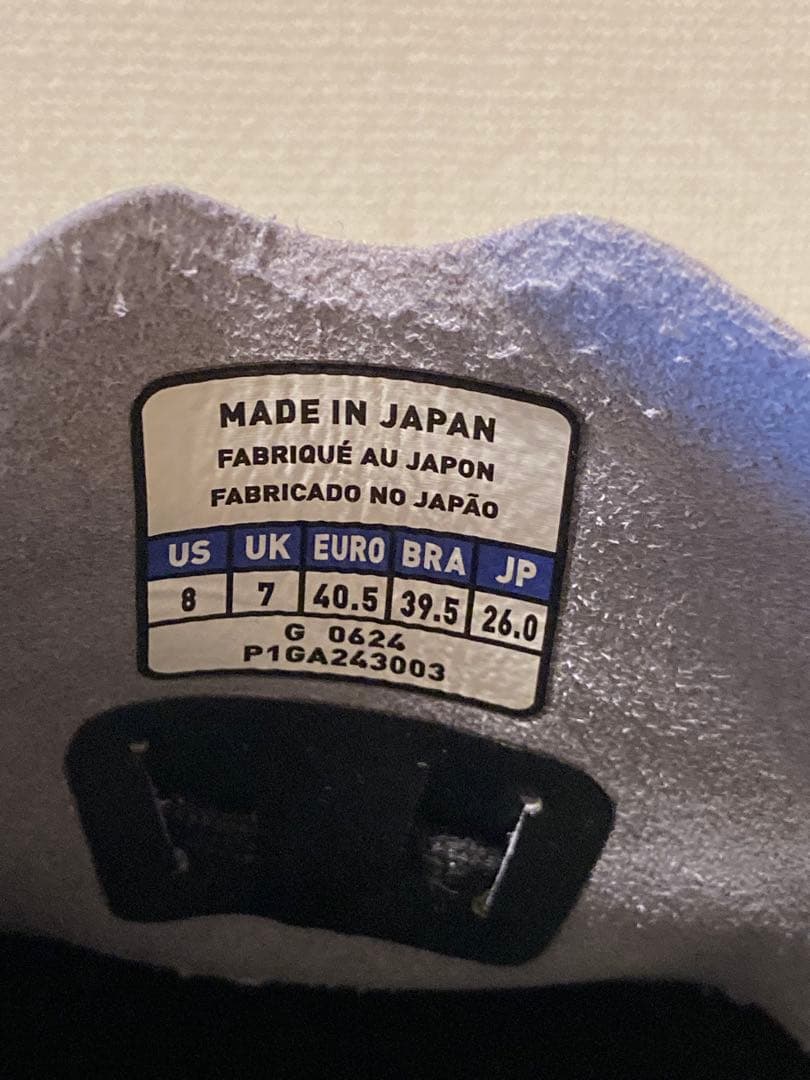 MADE IN JAPAN
FABRIQUÉ AU JAPON
FABRICADO NO JAPÃO
US UK EURO BRA JP
8 7 40.5 39.5 26.0
G 0624
P1GA243003